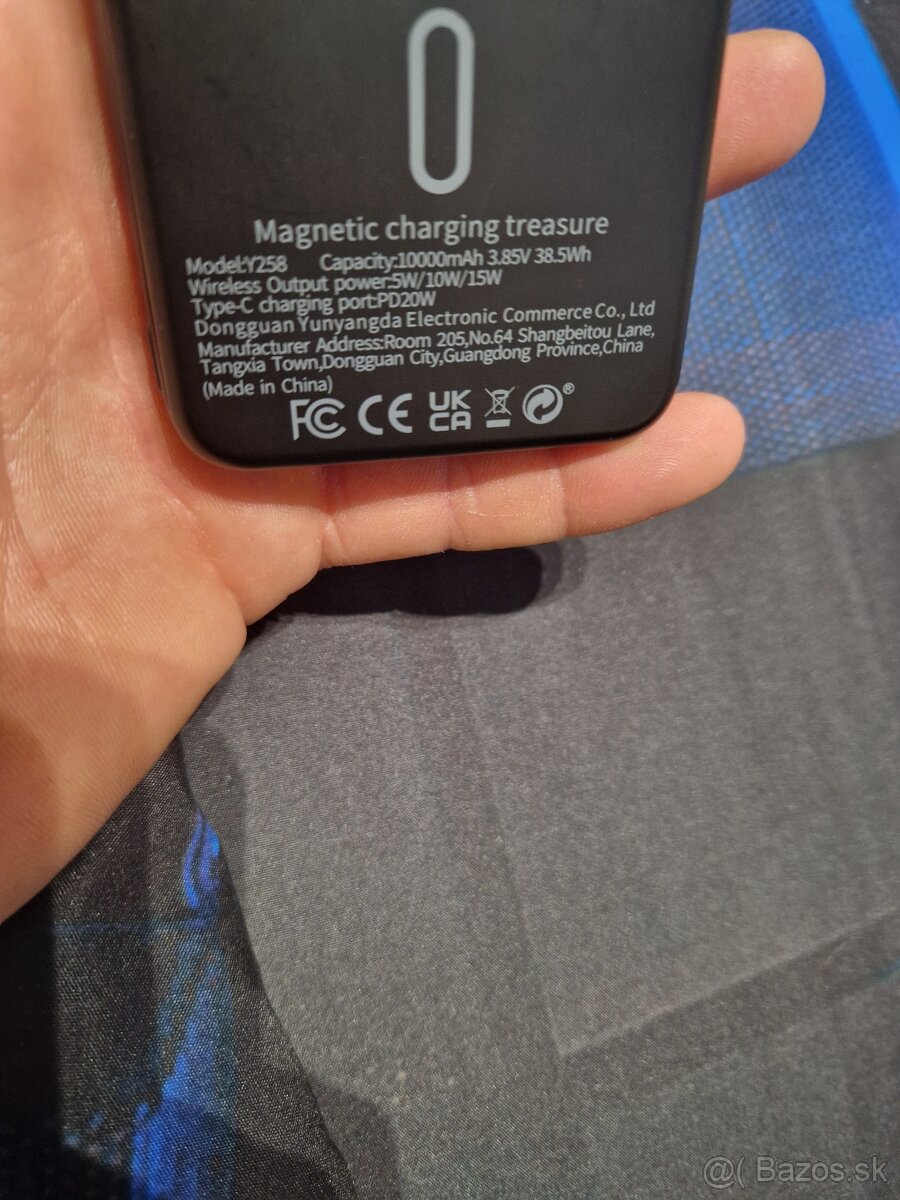 Magnetic charging treasure
Model:Y258 Capacity:10000mAh 3.85V 38.5Wh
Wireless Output power:5W/10W/15W
Type-C charging port:PD20W
Dongguan Yunyangda Electronic Commerce Co., Ltd
Manufacturer Address:Room 205,No.64 Shangbeitou Lane,
Tangxia Town,Dongguan City,Guangdong Province,China
(Made in China)
FC CE UK CA ®
@( Bazos.sk